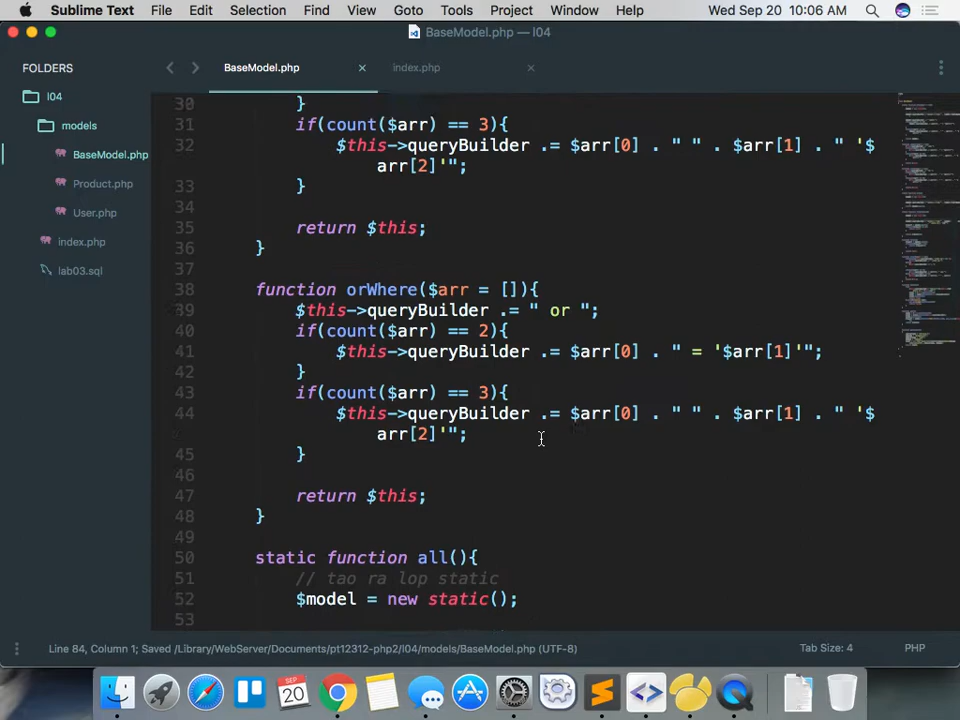 Sublime Text File Edit Selection Find View Goto Tools Project Window Help Wed Sep 20 10:06 AM
BaseModel.php — l04
FOLDERS
l04
models
BaseModel.php
Product.php
User.php
index.php
lab03.sql
BaseModel.php × index.php ×
30 }
31 if(count($arr) == 3){
32 $this->queryBuilder .= $arr[0] . " " . $arr[1] . " '$
arr[2]'";
33 }
34
35 return $this;
36 }
37
38 function orWhere($arr = []){
39 $this->queryBuilder .= " or ";
40 if(count($arr) == 2){
41 $this->queryBuilder .= $arr[0] . " = '$arr[1]'";
42 }
43 if(count($arr) == 3){
44 $this->queryBuilder .= $arr[0] . " " . $arr[1] . " '$
arr[2]'";
45 }
46
47 return $this;
48 }
49
50 static function all(){
51 // tao ra lop static
52 $model = new static();
53
Line 84, Column 1; Saved /Library/WebServer/Documents/pt12312-php2/l04/models/BaseModel.php (UTF-8) Tab Size: 4 PHP
SEP
20